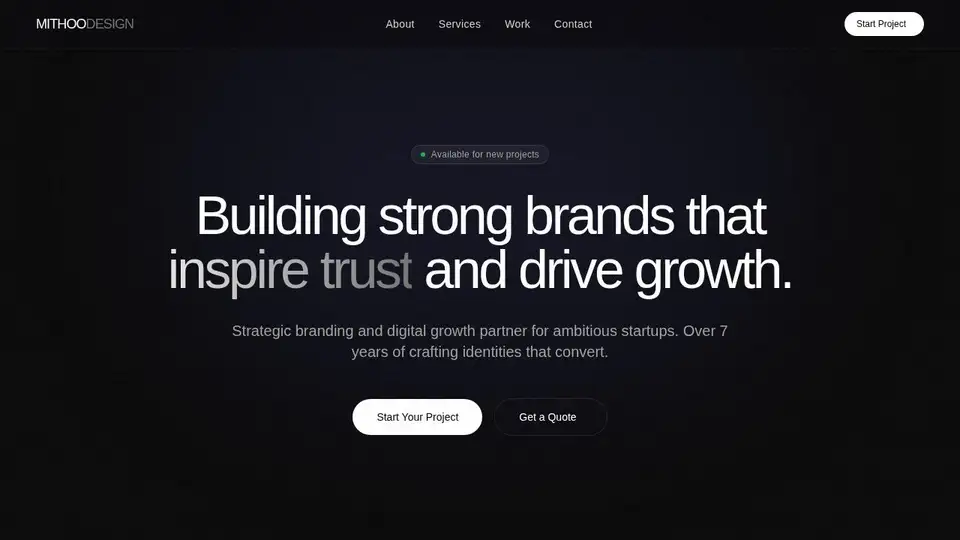 MITHOODESIGN
About
Services
Work
Contact
Start Project
Available for new projects
Building strong brands that
inspire trust and drive growth.
Strategic branding and digital growth partner for ambitious startups. Over 7
years of crafting identities that convert.
Start Your Project
Get a Quote